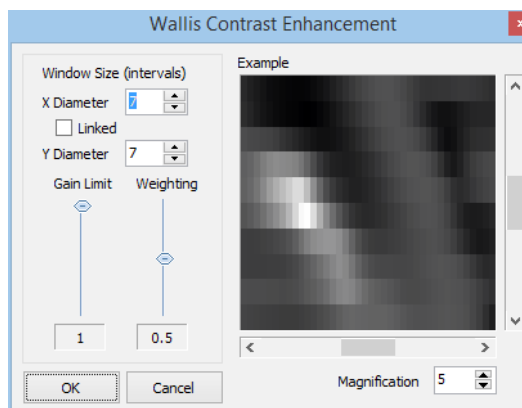 Wallis Contrast Enhancement
Window Size (intervals)
X Diameter 7
Linked
Y Diameter 7
Gain Limit Weighting
1 0.5
OK Cancel
Example
Magnification 5